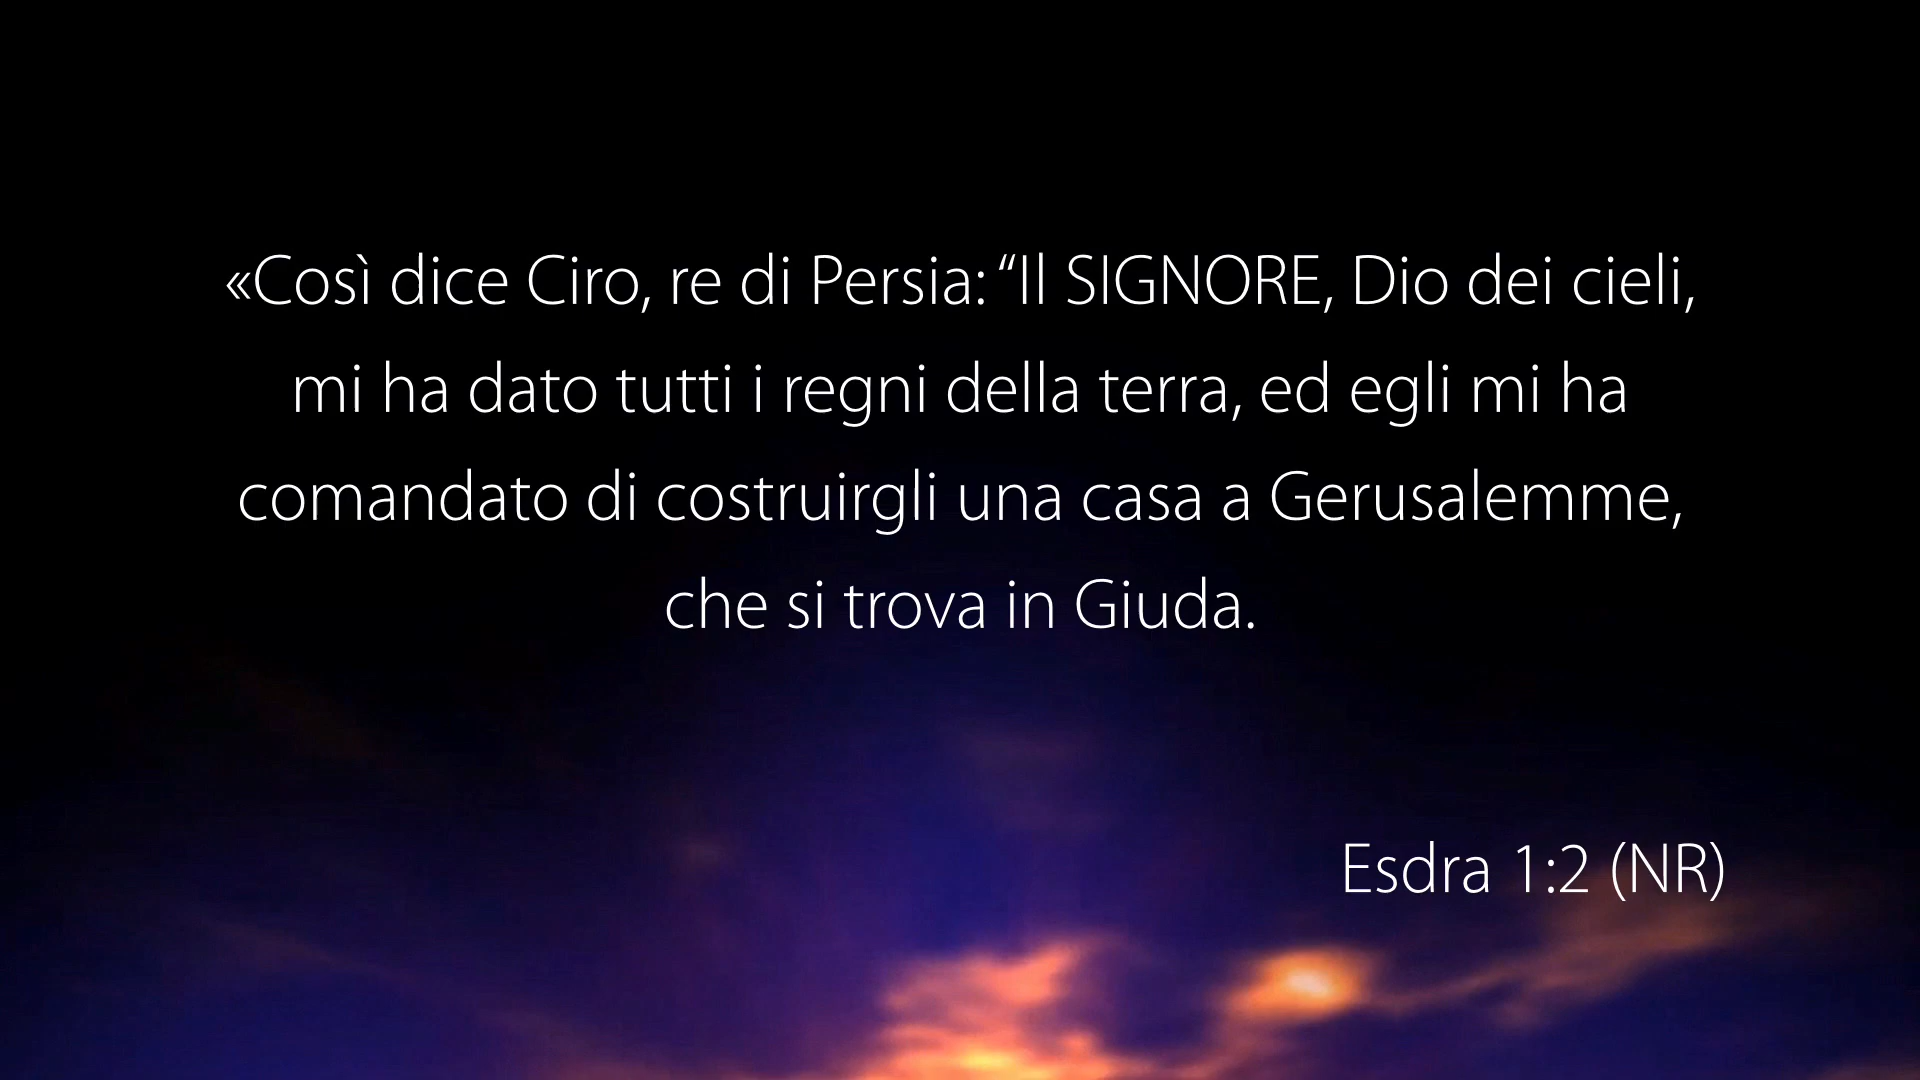 «Così dice Ciro, re di Persia: “Il SIGNORE, Dio dei cieli,
mi ha dato tutti i regni della terra, ed egli mi ha
comandato di costruirgli una casa a Gerusalemme,
che si trova in Giuda.
Esdra 1:2 (NR)